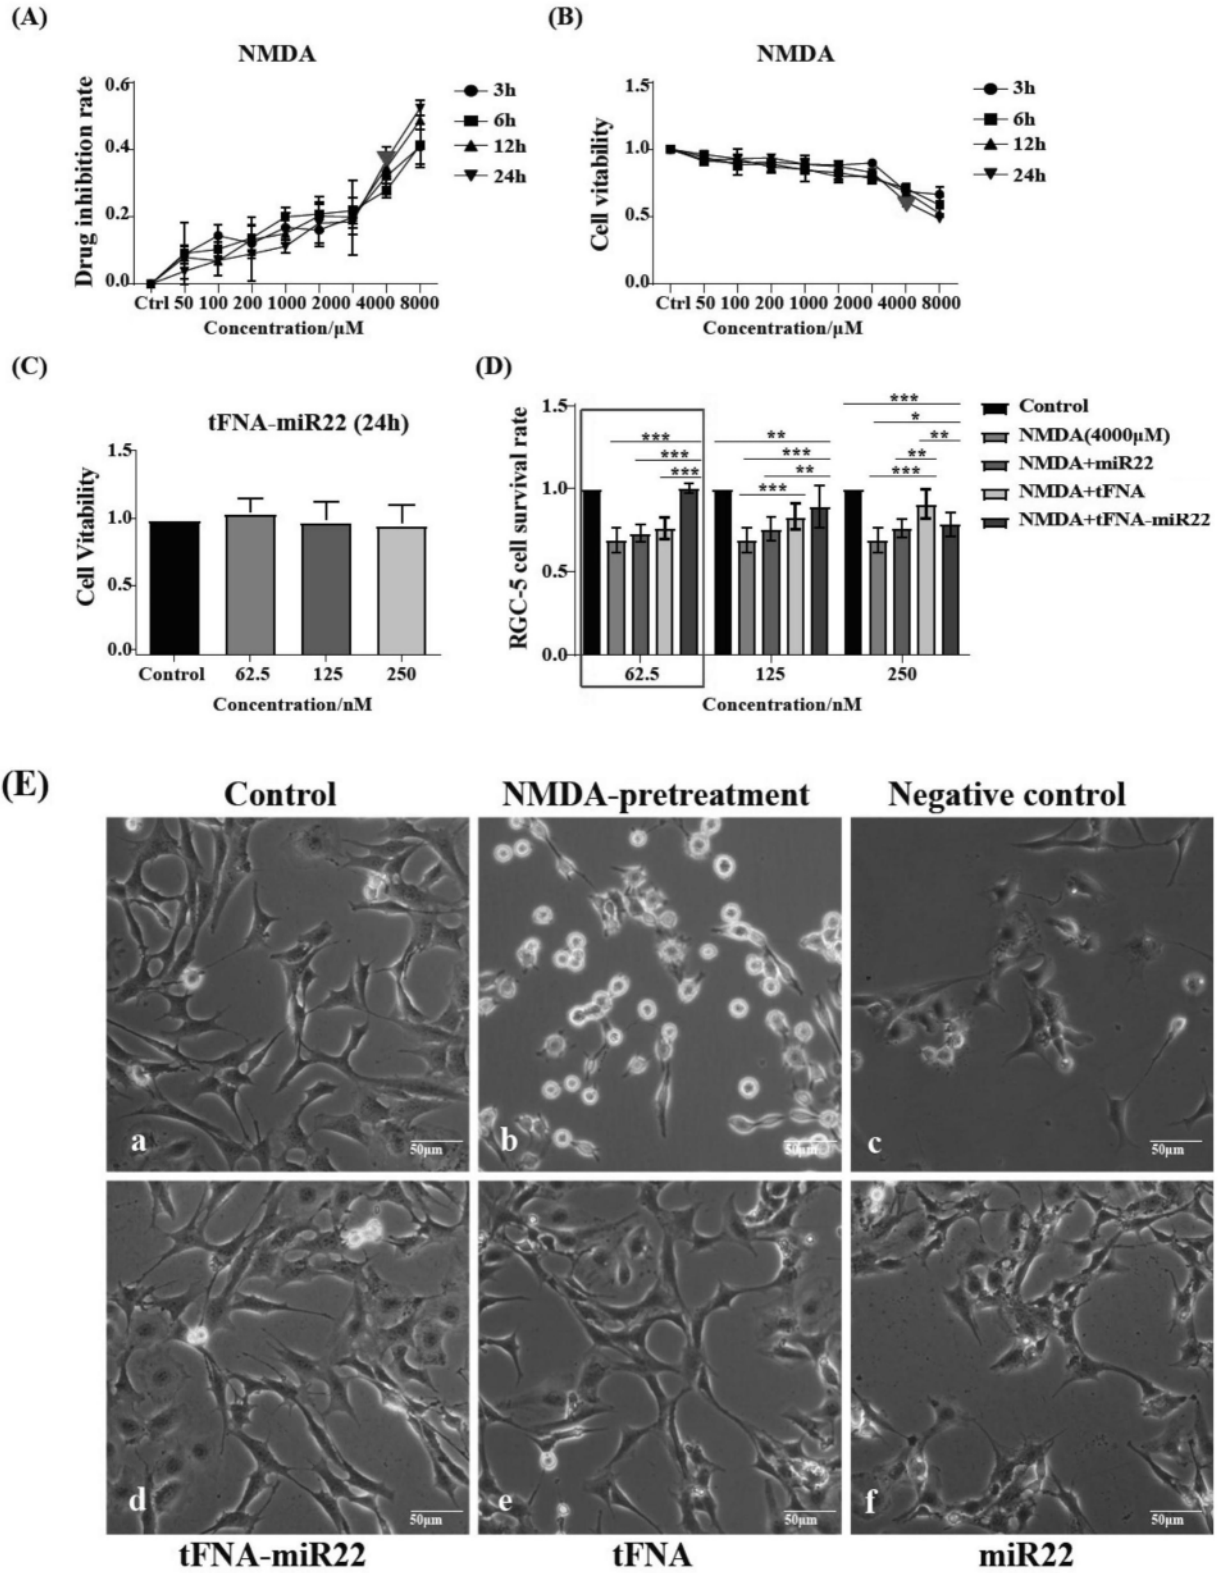 (A)
NMDA
Drug inhibition rate
0.6
0.4
0.2
0.0
Ctrl 50 100 200 1000 2000 4000 8000
Concentration/μM
3h
6h
12h
24h
(B)
NMDA
Cell vitability
1.5
1.0
0.5
0.0
Ctrl 50 100 200 1000 2000 4000 8000
Concentration/μM
3h
6h
12h
24h
(C)
tFNA-miR22 (24h)
Cell Vitability
1.5
1.0
0.5
0.0
Control 62.5 125 250
Concentration/nM
(D)
RGC-5 cell survival rate
1.5
1.0
0.5
0.0
***
***
***
**
***
**
***
***
*
**
**
***
62.5 125 250
Concentration/nM
Control
NMDA(4000μM)
NMDA+miR22
NMDA+tFNA
NMDA+tFNA-miR22
(E)
Control NMDA-pretreatment Negative control
a 50μm b 50μm c 50μm
d 50μm e 50μm f 50μm
tFNA-miR22 tFNA miR22